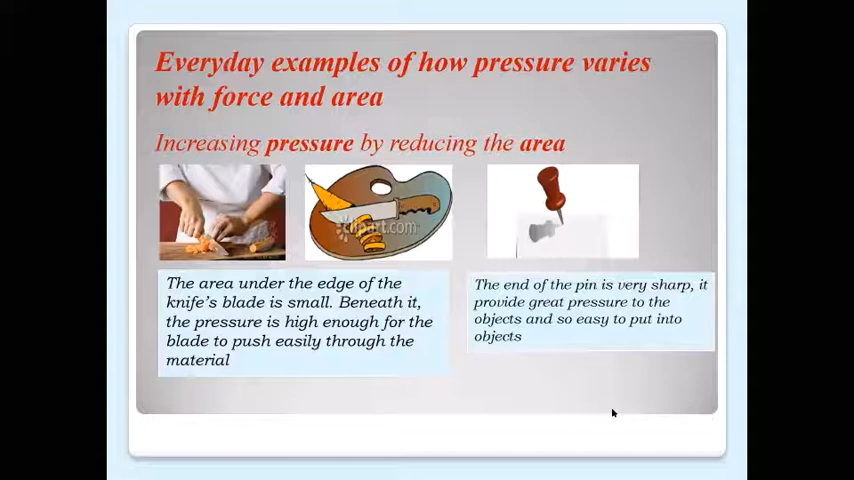 Everyday examples of how pressure varies
with force and area
Increasing pressure by reducing the area
clipart.com
The area under the edge of the
knife's blade is small. Beneath it,
the pressure is high enough for the
blade to push easily through the
material
The end of the pin is very sharp, it
provide great pressure to the
objects and so easy to put into
objects